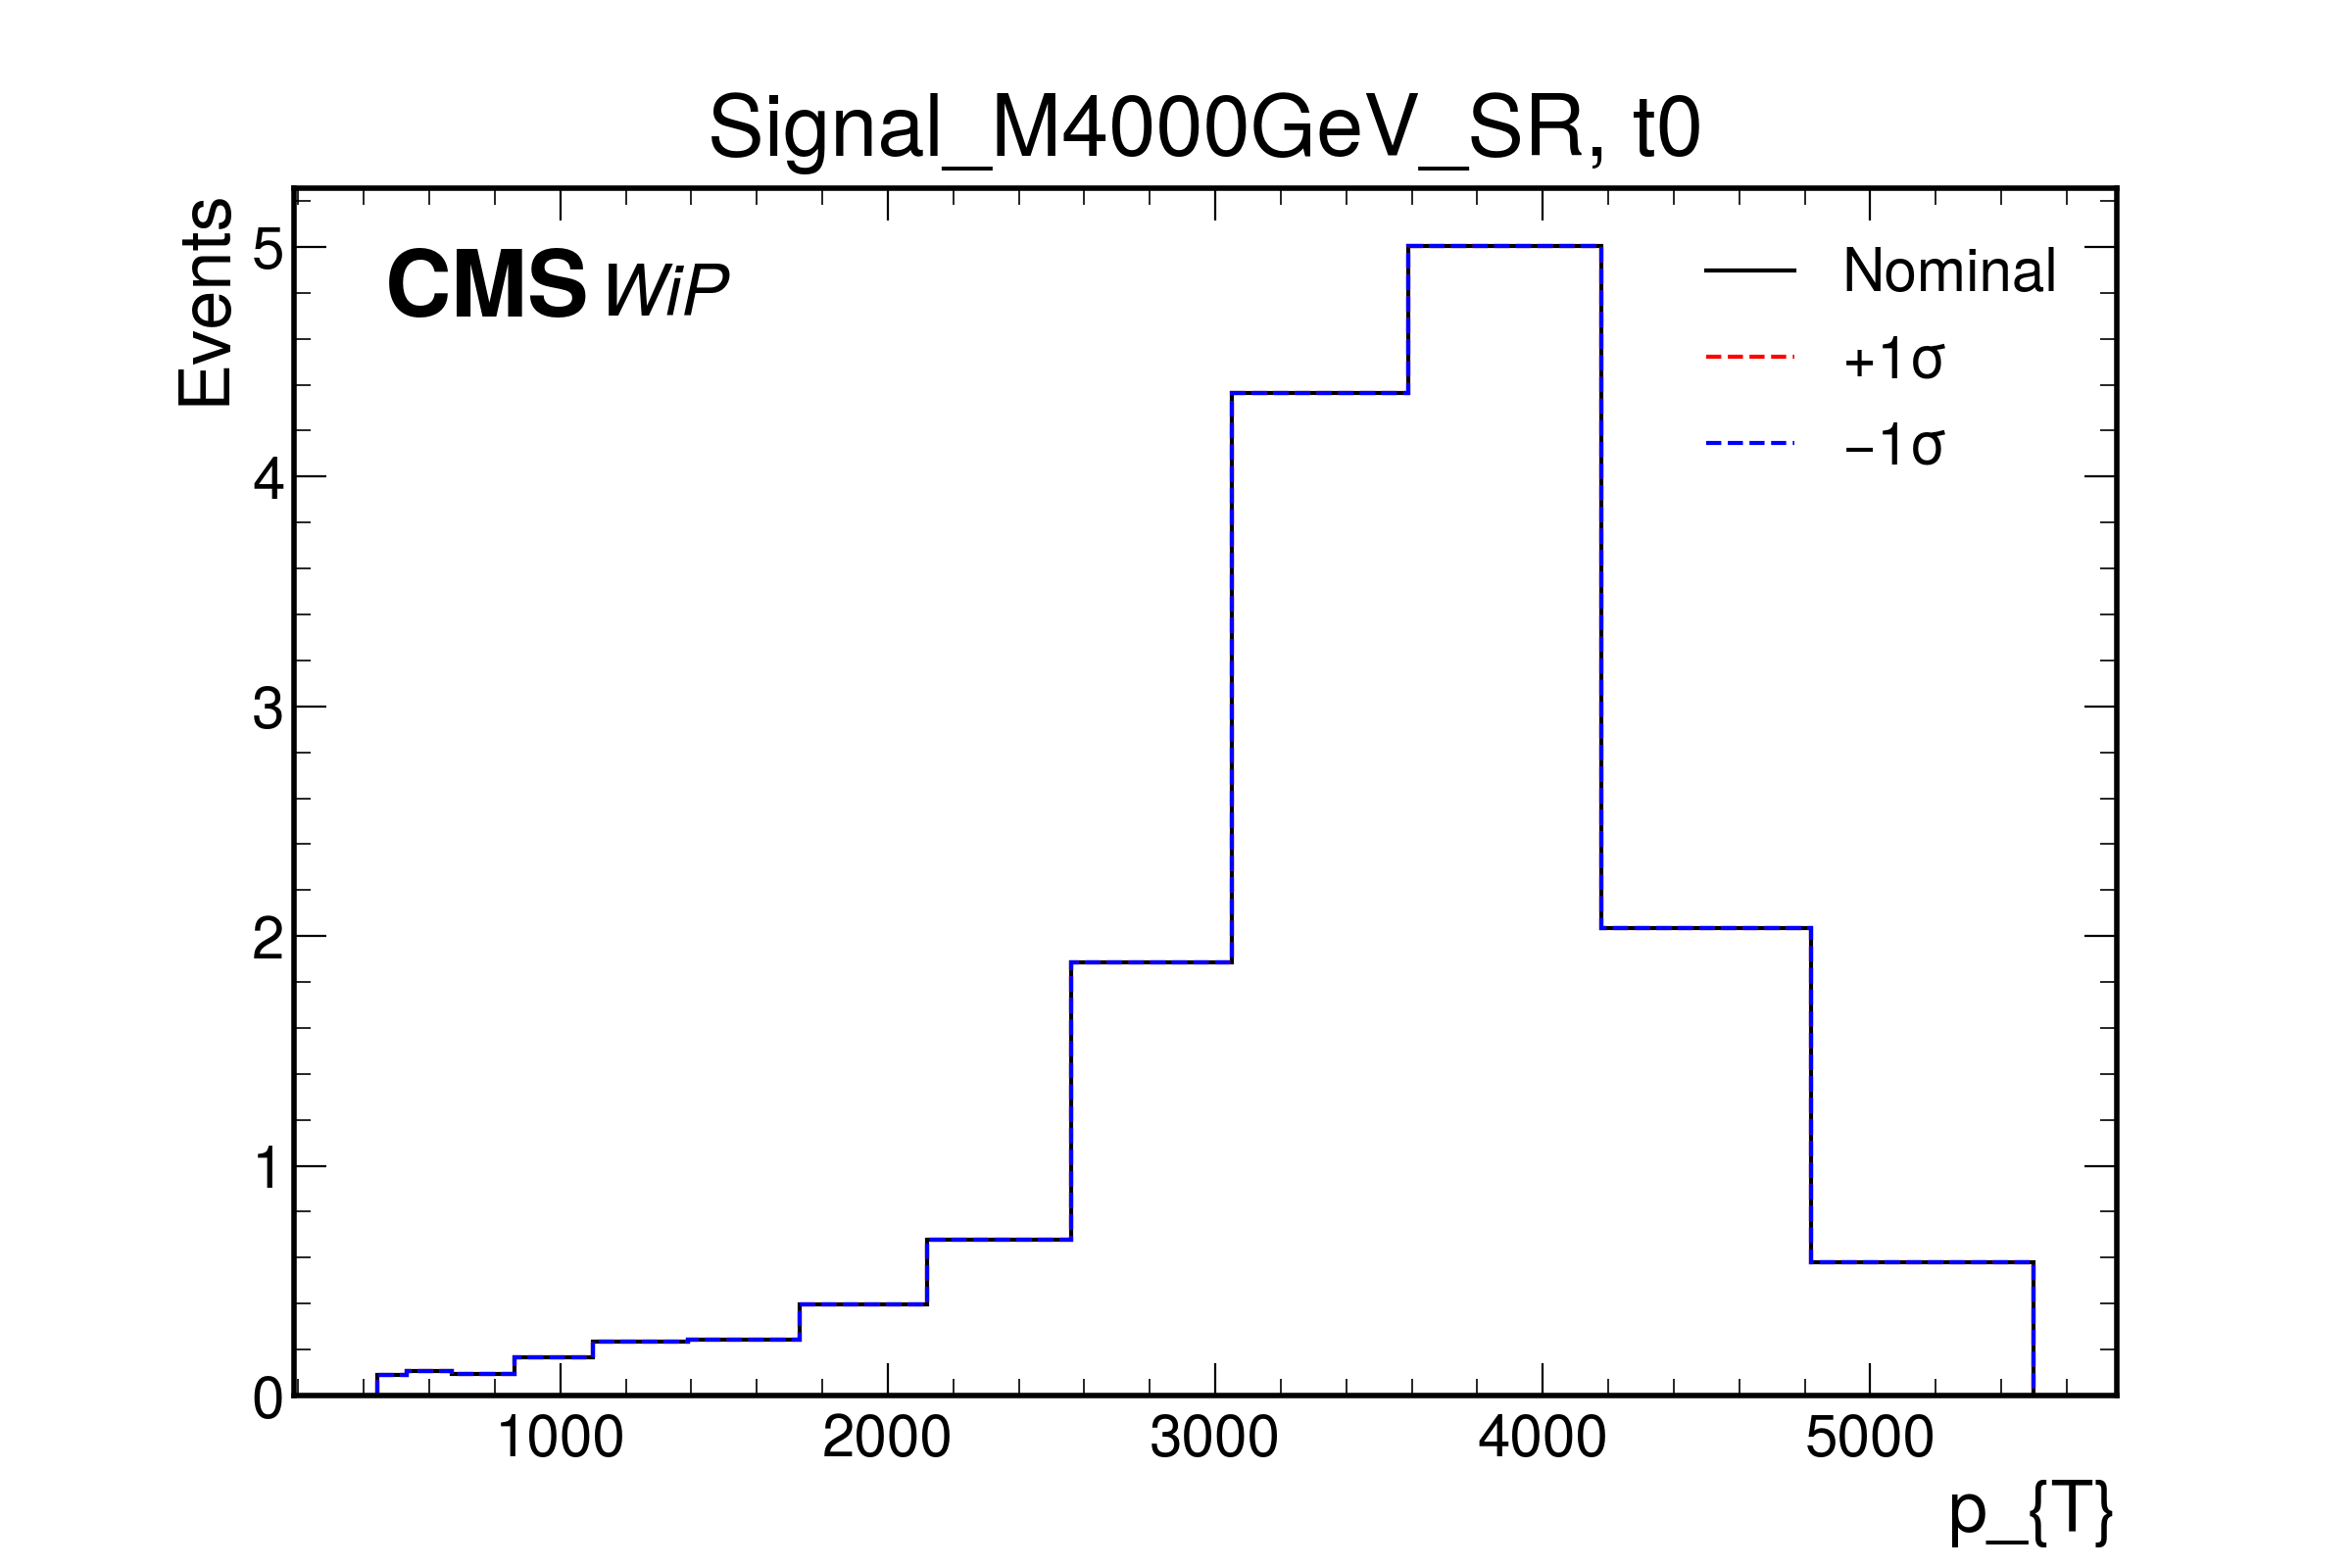 Signal_M4000GeV_SR, t0
Events
CMS WiP
Nominal
+1σ
−1σ
5
4
3
2
1
0
1000 2000 3000 4000 5000
p_{T}